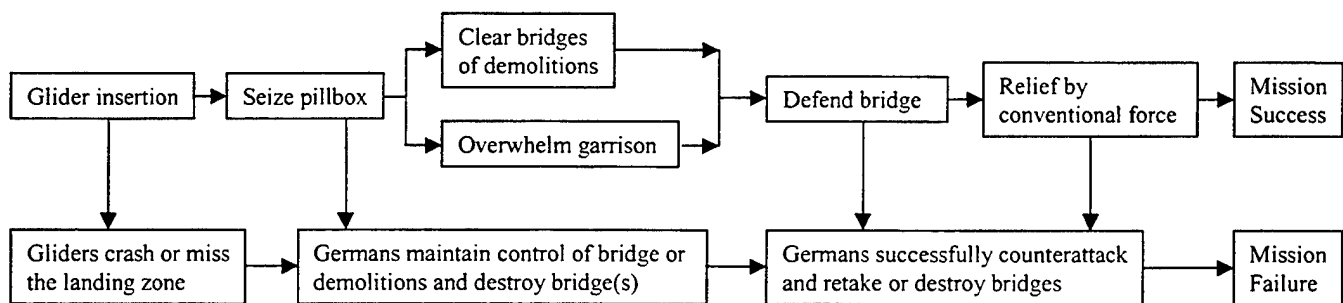 Glider insertion
Seize pillbox
Clear bridges
of demolitions
Overwhelm garrison
Defend bridge
Relief by
conventional force
Mission
Success
Gliders crash or miss
the landing zone
Germans maintain control of bridge or
demolitions and destroy bridge(s)
Germans successfully counterattack
and retake or destroy bridges
Mission
Failure